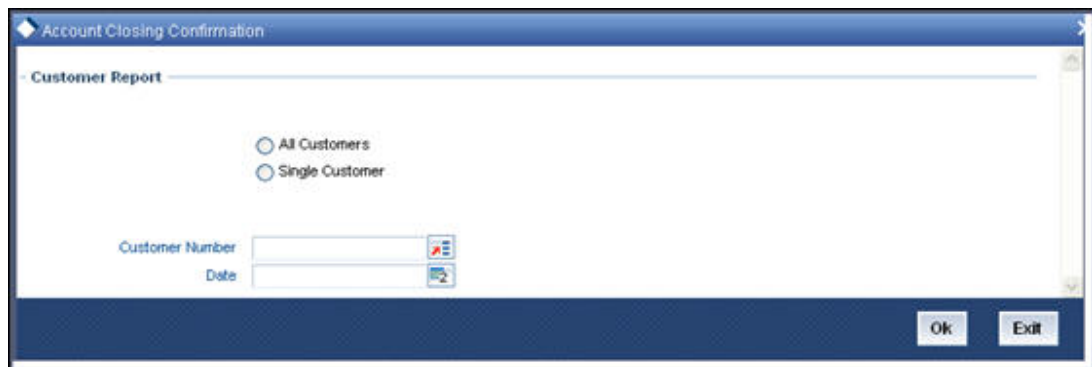 Account Closing Confirmation
Customer Report
All Customers
Single Customer
Customer Number
Date
Ok Exit